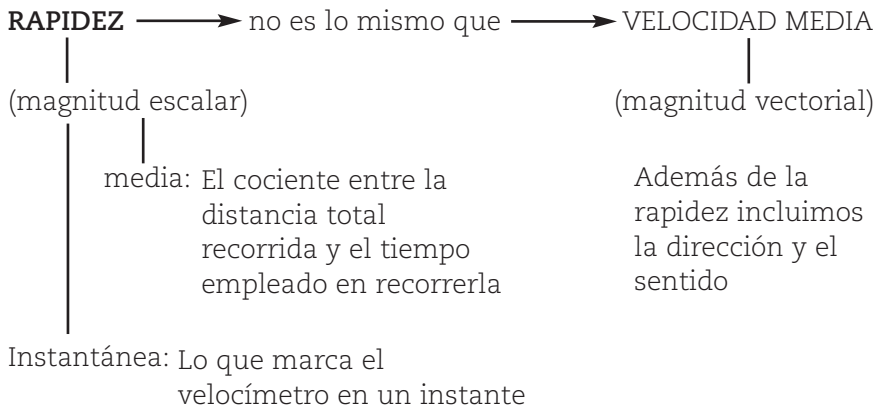 RAPIDEZ no es lo mismo que VELOCIDAD MEDIA
(magnitud escalar)
(magnitud vectorial)
media: El cociente entre la
distancia total
recorrida y el tiempo
empleado en recorrerla
Además de la
rapidez incluimos
la dirección y el
sentido
Instantánea: Lo que marca el
velocímetro en un instante